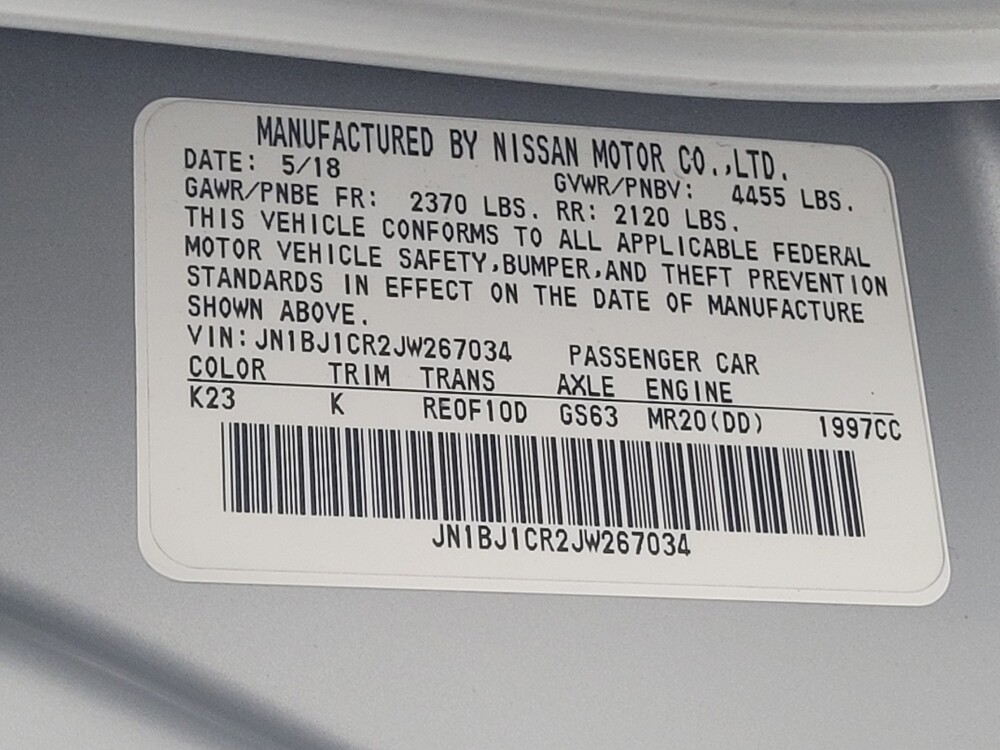 MANUFACTURED BY NISSAN MOTOR CO.,LTD.
DATE: 5/18 GVWR/PNBV: 4455 LBS.
GAWR/PNBE FR: 2370 LBS. RR: 2120 LBS.
THIS VEHICLE CONFORMS TO ALL APPLICABLE FEDERAL
MOTOR VEHICLE SAFETY,BUMPER,AND THEFT PREVENTION
STANDARDS IN EFFECT ON THE DATE OF MANUFACTURE
SHOWN ABOVE.
VIN:JN1BJ1CR2JW267034 PASSENGER CAR
COLOR TRIM TRANS AXLE ENGINE
K23 K RE0F10D GS63 MR20(DD) 1997CC
JN1BJ1CR2JW267034